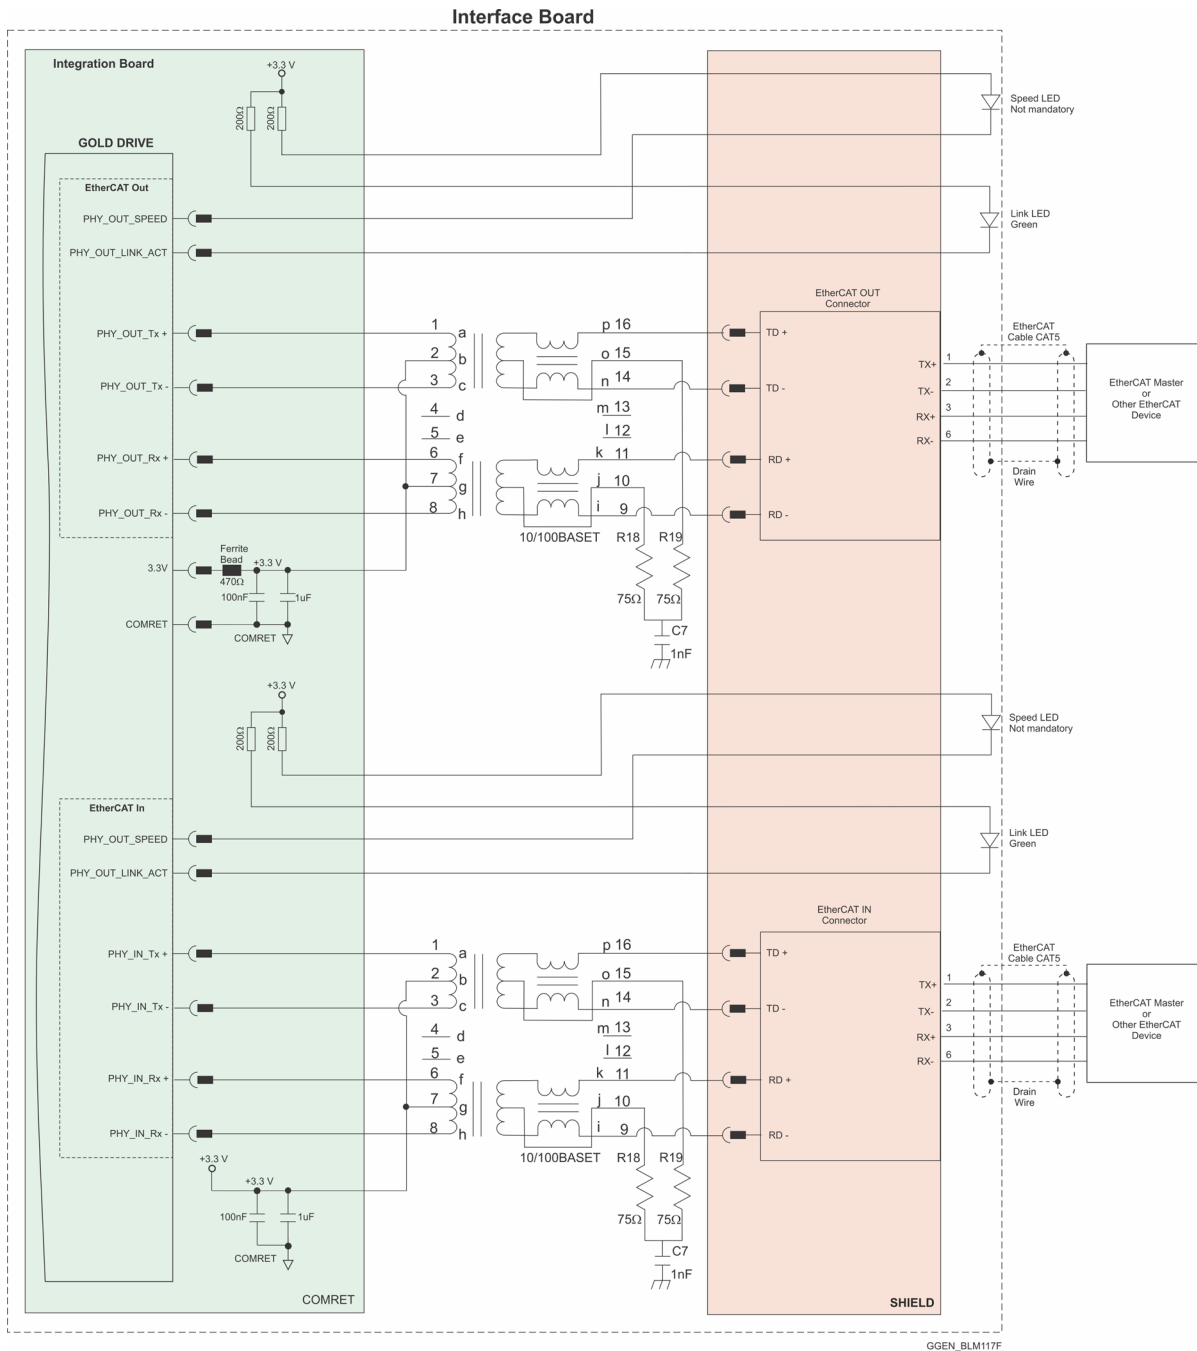 Interface Board
Integration Board
+3.3 V
200Ω
200Ω
Speed LED
Not mandatory
GOLD DRIVE
EtherCAT Out
PHY_OUT_SPEED
Link LED
Green
PHY_OUT_LINK_ACT
EtherCAT OUT
Connector
PHY_OUT_Tx +
1
a
p 16
TD +
2
b
o 15
PHY_OUT_Tx -
3
c
n 14
TD -
4
d
m 13
5
e
l 12
PHY_OUT_Rx +
6
f
k 11
RD +
7
g
j 10
PHY_OUT_Rx -
8
h
i 9
RD -
10/100BASET
R18
R19
75Ω
75Ω
C7
1nF
TX+
1
TX-
2
RX+
3
RX-
6
EtherCAT
Cable CAT5
Drain
Wire
EtherCAT Master
or
Other EtherCAT
Device
3.3V
Ferrite
Bead
470Ω
+3.3 V
100nF
1uF
COMRET
COMRET
+3.3 V
200Ω
200Ω
Speed LED
Not mandatory
EtherCAT In
PHY_OUT_SPEED
Link LED
Green
PHY_OUT_LINK_ACT
EtherCAT IN
Connector
PHY_IN_Tx +
1
a
p 16
TD +
2
b
o 15
PHY_IN_Tx -
3
c
n 14
TD -
4
d
m 13
5
e
l 12
PHY_IN_Rx +
6
f
k 11
RD +
7
g
j 10
PHY_IN_Rx -
8
h
i 9
RD -
10/100BASET
R18
R19
75Ω
75Ω
C7
1nF
TX+
1
TX-
2
RX+
3
RX-
6
EtherCAT
Cable CAT5
Drain
Wire
EtherCAT Master
or
Other EtherCAT
Device
+3.3 V
+3.3 V
100nF
1uF
COMRET
COMRET
SHIELD
GGEN_BLM117F